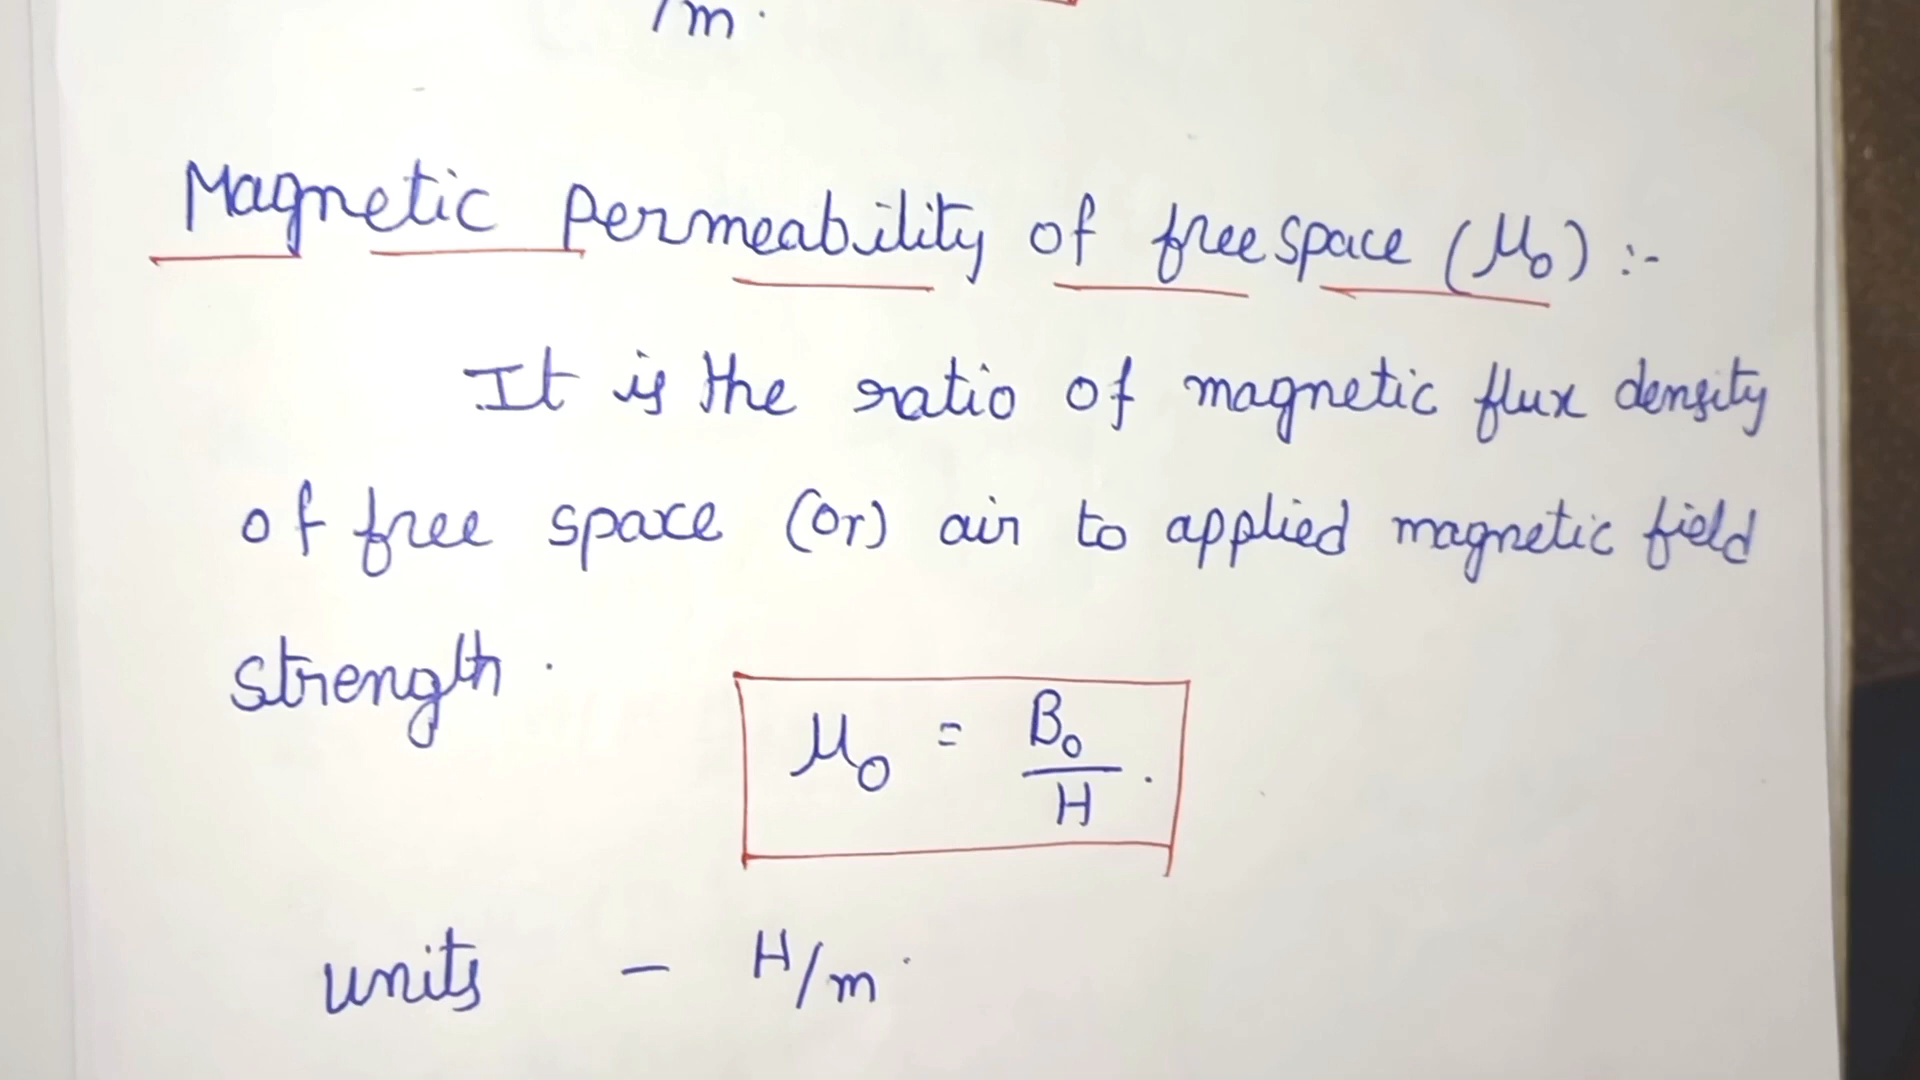 /m.
Magnetic Permeability of free space (μ₀) :-
It is the ratio of magnetic flux density
of free space (or) air to applied magnetic field
strength.
μ₀ = B₀/H.
units - H/m.